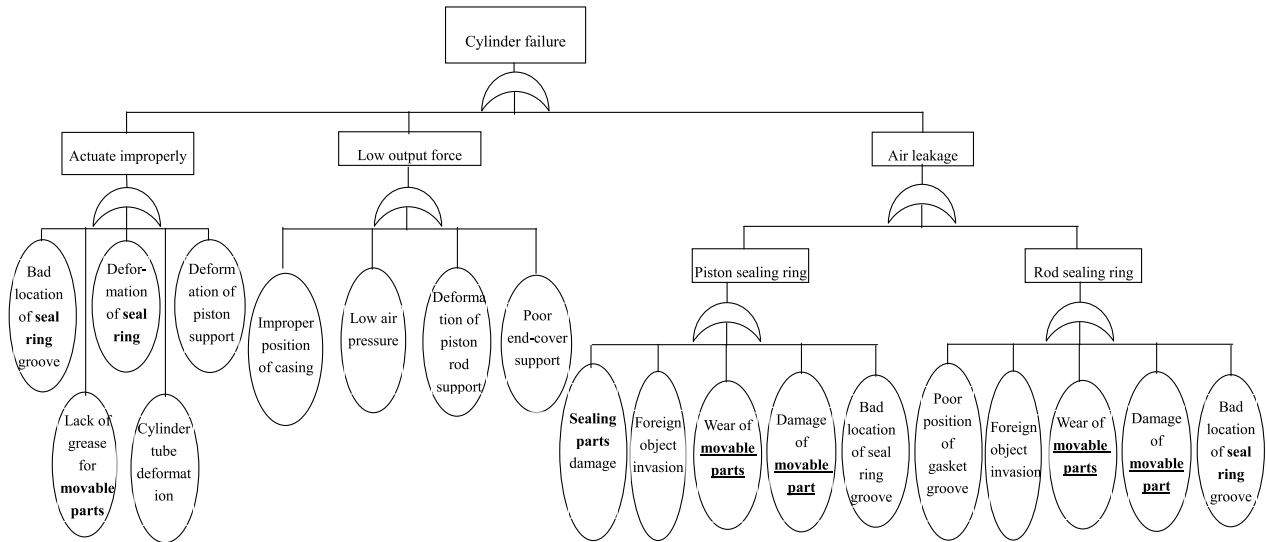 Cylinder failure
Actuate improperly
Low output force
Air leakage
Bad
location
of seal
ring
groove
Defor-
mation
of seal
ring
Deform
ation of
piston
support
Lack of
grease for
movable
parts
Cylinder
tube
deformat
ion
Improper
position
of casing
Low air
pressure
Deforma
tion of
piston
rod
support
Poor
end-cover
support
Piston sealing ring
Rod sealing ring
Sealing
parts
damage
Foreign
object
invasion
Wear of
movable
parts
Damage
of
movable
part
Bad
location
of seal
ring
groove
Poor
position
of
gasket
groove
Foreign
object
invasion
Wear of
movable
parts
Damage
of
movable
part
Bad
location
of seal
ring
groove